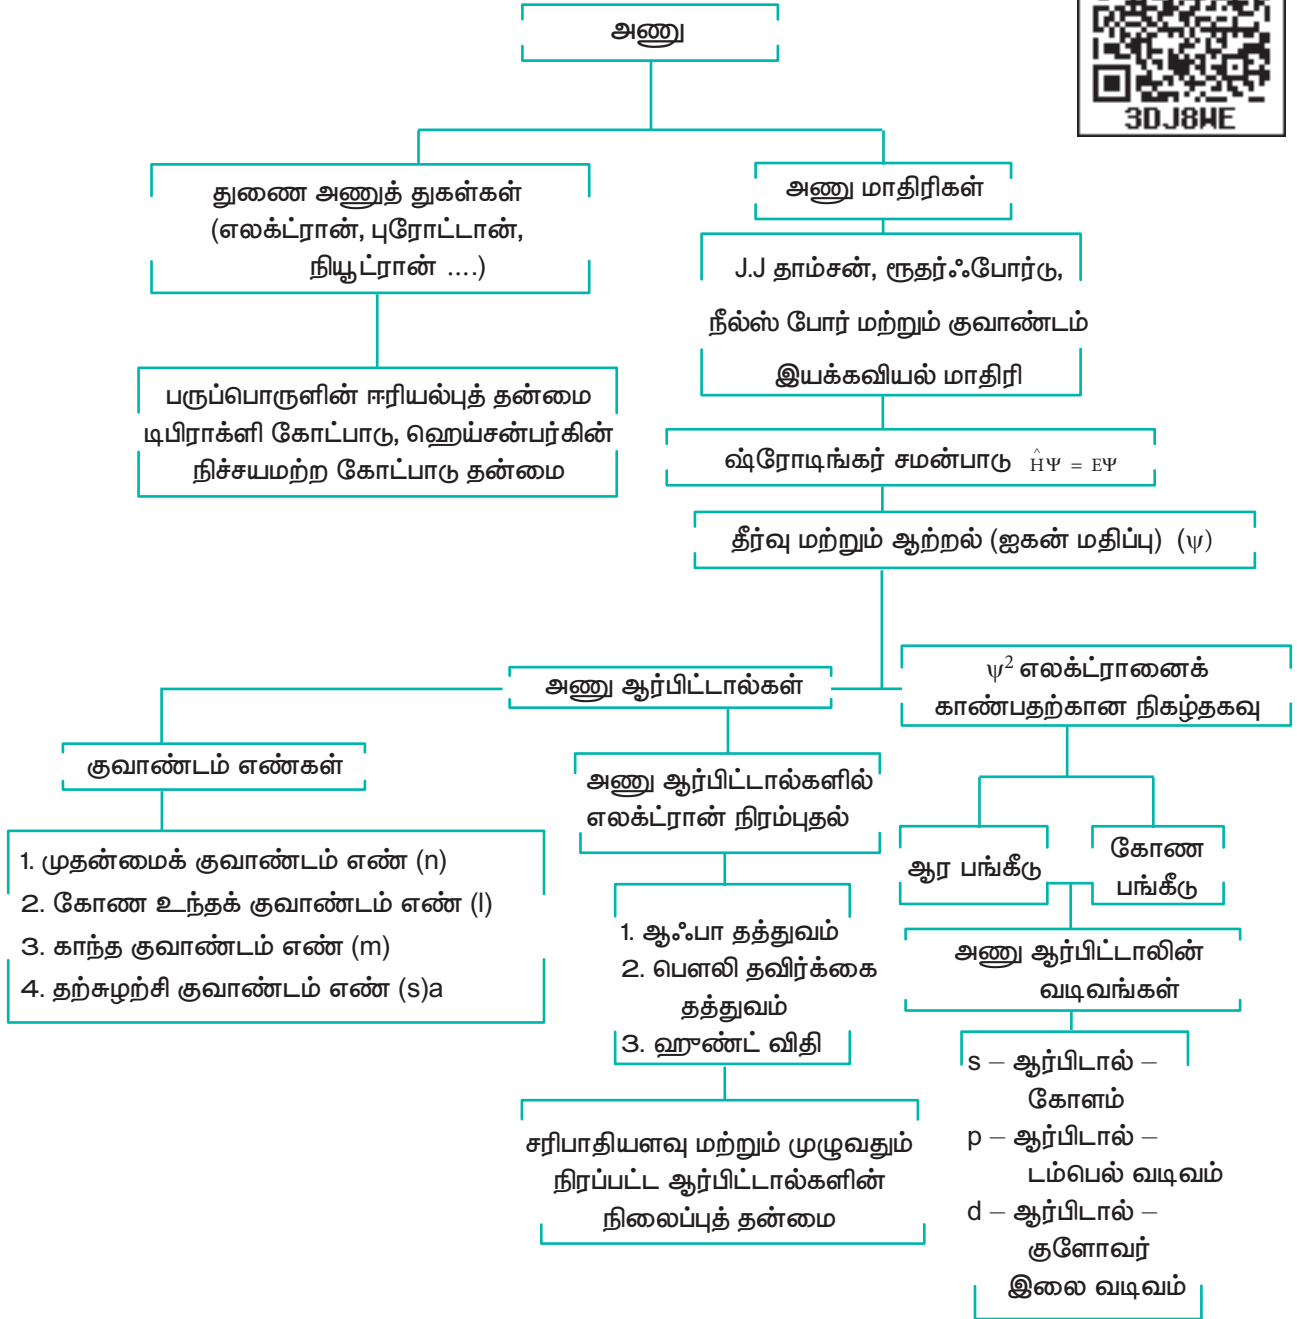 அணு
3DJ8WE
துணை அணுத் துகள்கள்
(எலக்ட்ரான், புரோட்டான்,
நியூட்ரான் ....)
அணு மாதிரிகள்
J.J தாம்சன், ரூதர்ஃபோர்டு,
நீல்ஸ் போர் மற்றும் குவாண்டம்
இயக்கவியல் மாதிரி
பருப்பொருளின் ஈரியல்புத் தன்மை
டிபிராக்ளி கோட்பாடு, ஹெய்சன்பர்கின்
நிச்சயமற்ற கோட்பாடு தன்மை
ஷ்ரோடிங்கர் சமன்பாடு ĤΨ = EΨ
தீர்வு மற்றும் ஆற்றல் (ஐகன் மதிப்பு) (ψ)
அணு ஆர்பிட்டால்கள்
ψ² எலக்ட்ரானைக்
காண்பதற்கான நிகழ்தகவு
குவாண்டம் எண்கள்
1. முதன்மைக் குவாண்டம் எண் (n)
2. கோண உந்தக் குவாண்டம் எண் (l)
3. காந்த குவாண்டம் எண் (m)
4. தற்சுழற்சி குவாண்டம் எண் (s)a
அணு ஆர்பிட்டால்களில்
எலக்ட்ரான் நிரம்புதல்
1. ஆஃபா தத்துவம்
2. பௌலி தவிர்க்கை
தத்துவம்
3. ஹுண்ட் விதி
சரிபாதியளவு மற்றும் முழுவதும்
நிரப்பட்ட ஆர்பிட்டால்களின்
நிலைப்புத் தன்மை
ஆர பங்கீடு
கோண
பங்கீடு
அணு ஆர்பிட்டாலின்
வடிவங்கள்
s – ஆர்பிடால் –
கோளம்
p – ஆர்பிடால் –
டம்பெல் வடிவம்
d – ஆர்பிடால் –
குளோவர்
இலை வடிவம்